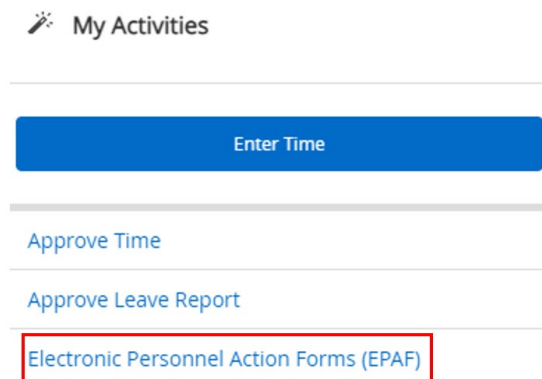 My Activities
Enter Time
Approve Time
Approve Leave Report
Electronic Personnel Action Forms (EPAF)